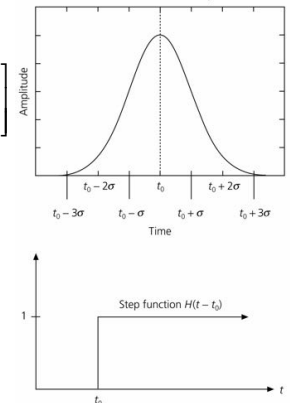 Amplitude
t₀ − 2σ t₀ t₀ + 2σ
t₀ − 3σ t₀ − σ t₀ + σ t₀ + 3σ
Time
Step function H(t − t₀)
1
t
t₀